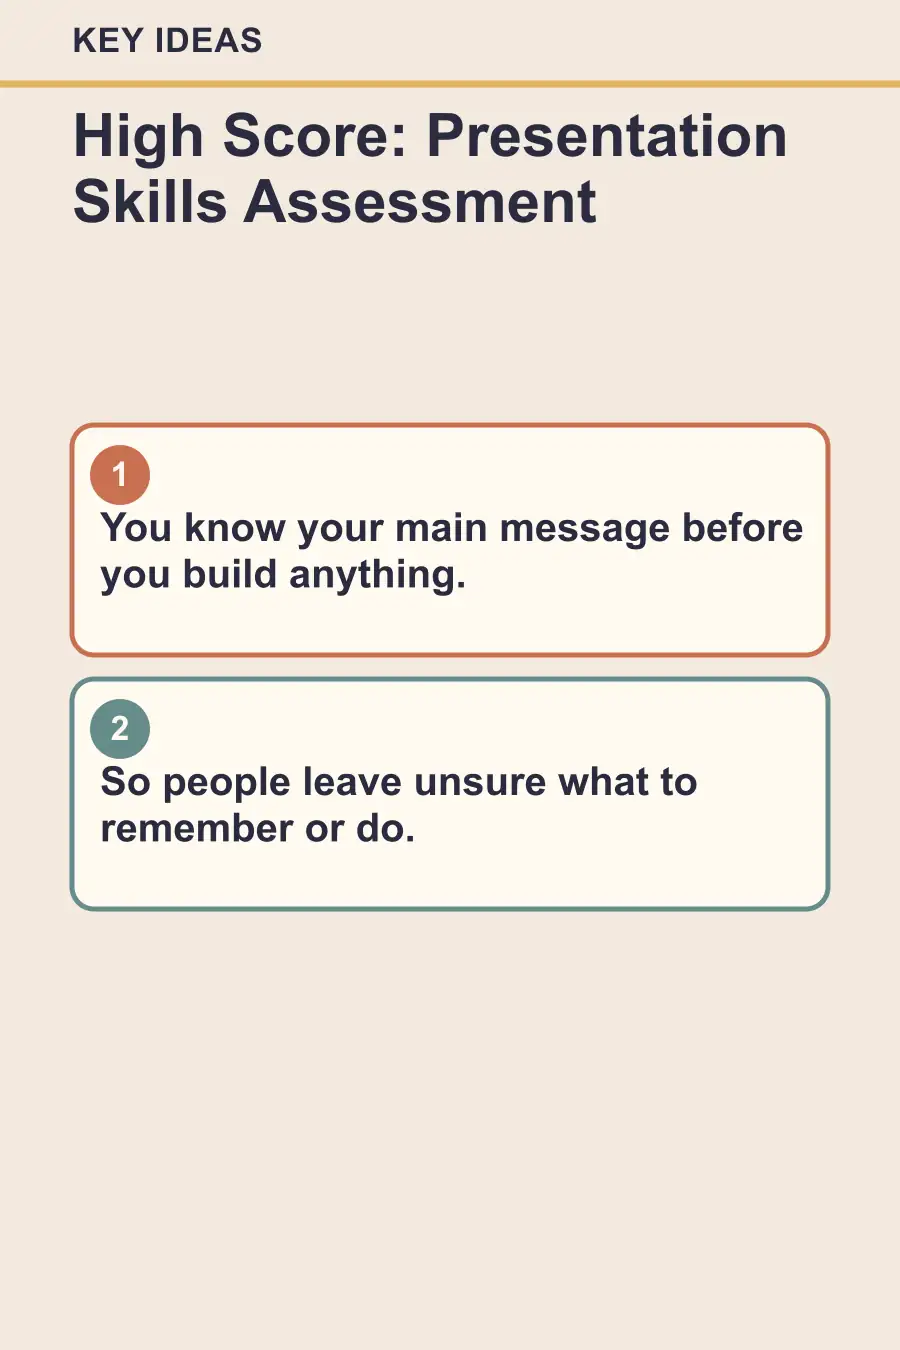 KEY IDEAS
High Score: Presentation
Skills Assessment
1
You know your main message before
you build anything.
2
So people leave unsure what to
remember or do.